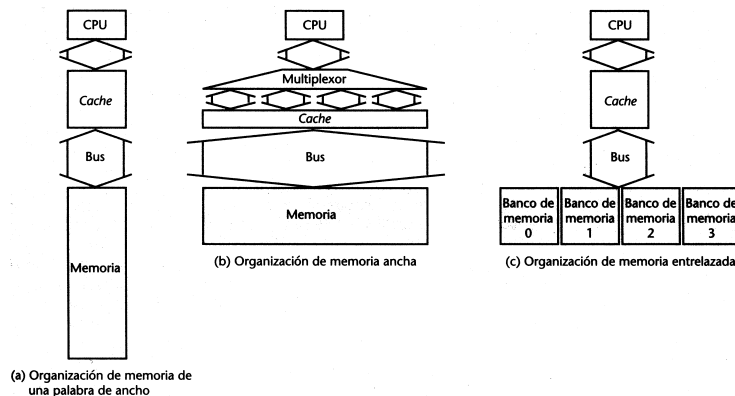 CPU
Cache
Bus
Memoria
(a) Organización de memoria de
una palabra de ancho
CPU
Multiplexor
Cache
Bus
Memoria
(b) Organización de memoria ancha
CPU
Cache
Bus
Banco de
memoria
0
Banco de
memoria
1
Banco de
memoria
2
Banco de
memoria
3
(c) Organización de memoria entrelazada